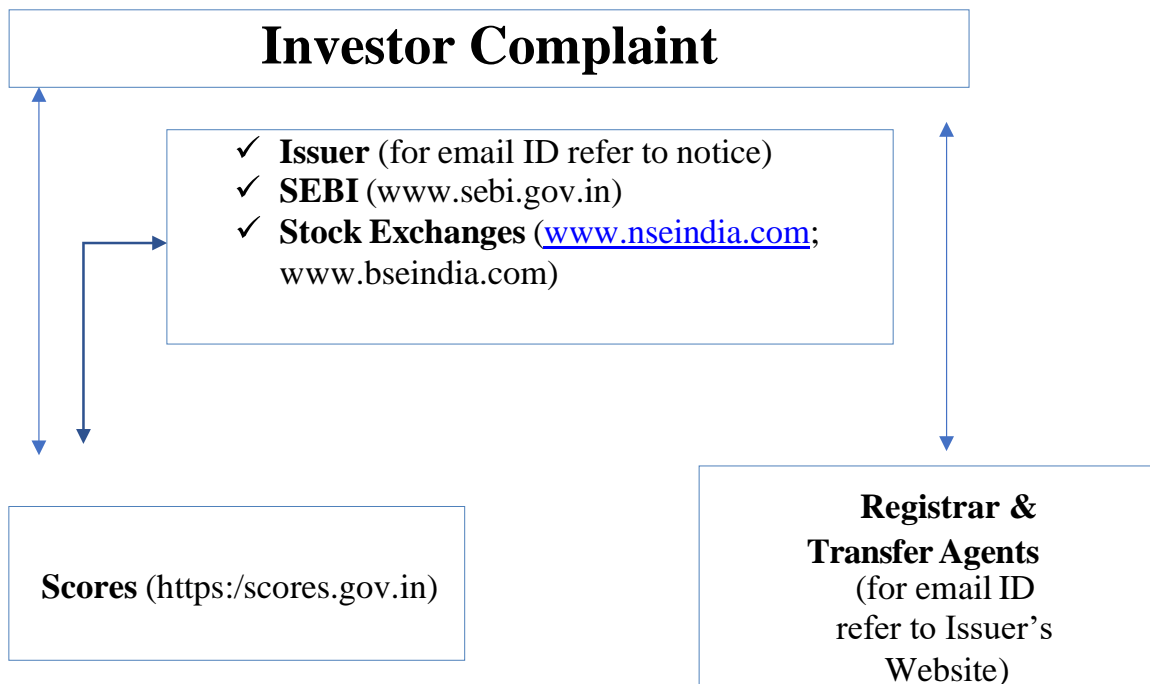 Investor Complaint
✓ Issuer (for email ID refer to notice)
✓ SEBI (www.sebi.gov.in)
✓ Stock Exchanges (www.nseindia.com;
www.bseindia.com)
Scores (https:/scores.gov.in)
Registrar &
Transfer Agents
(for email ID
refer to Issuer’s
Website)